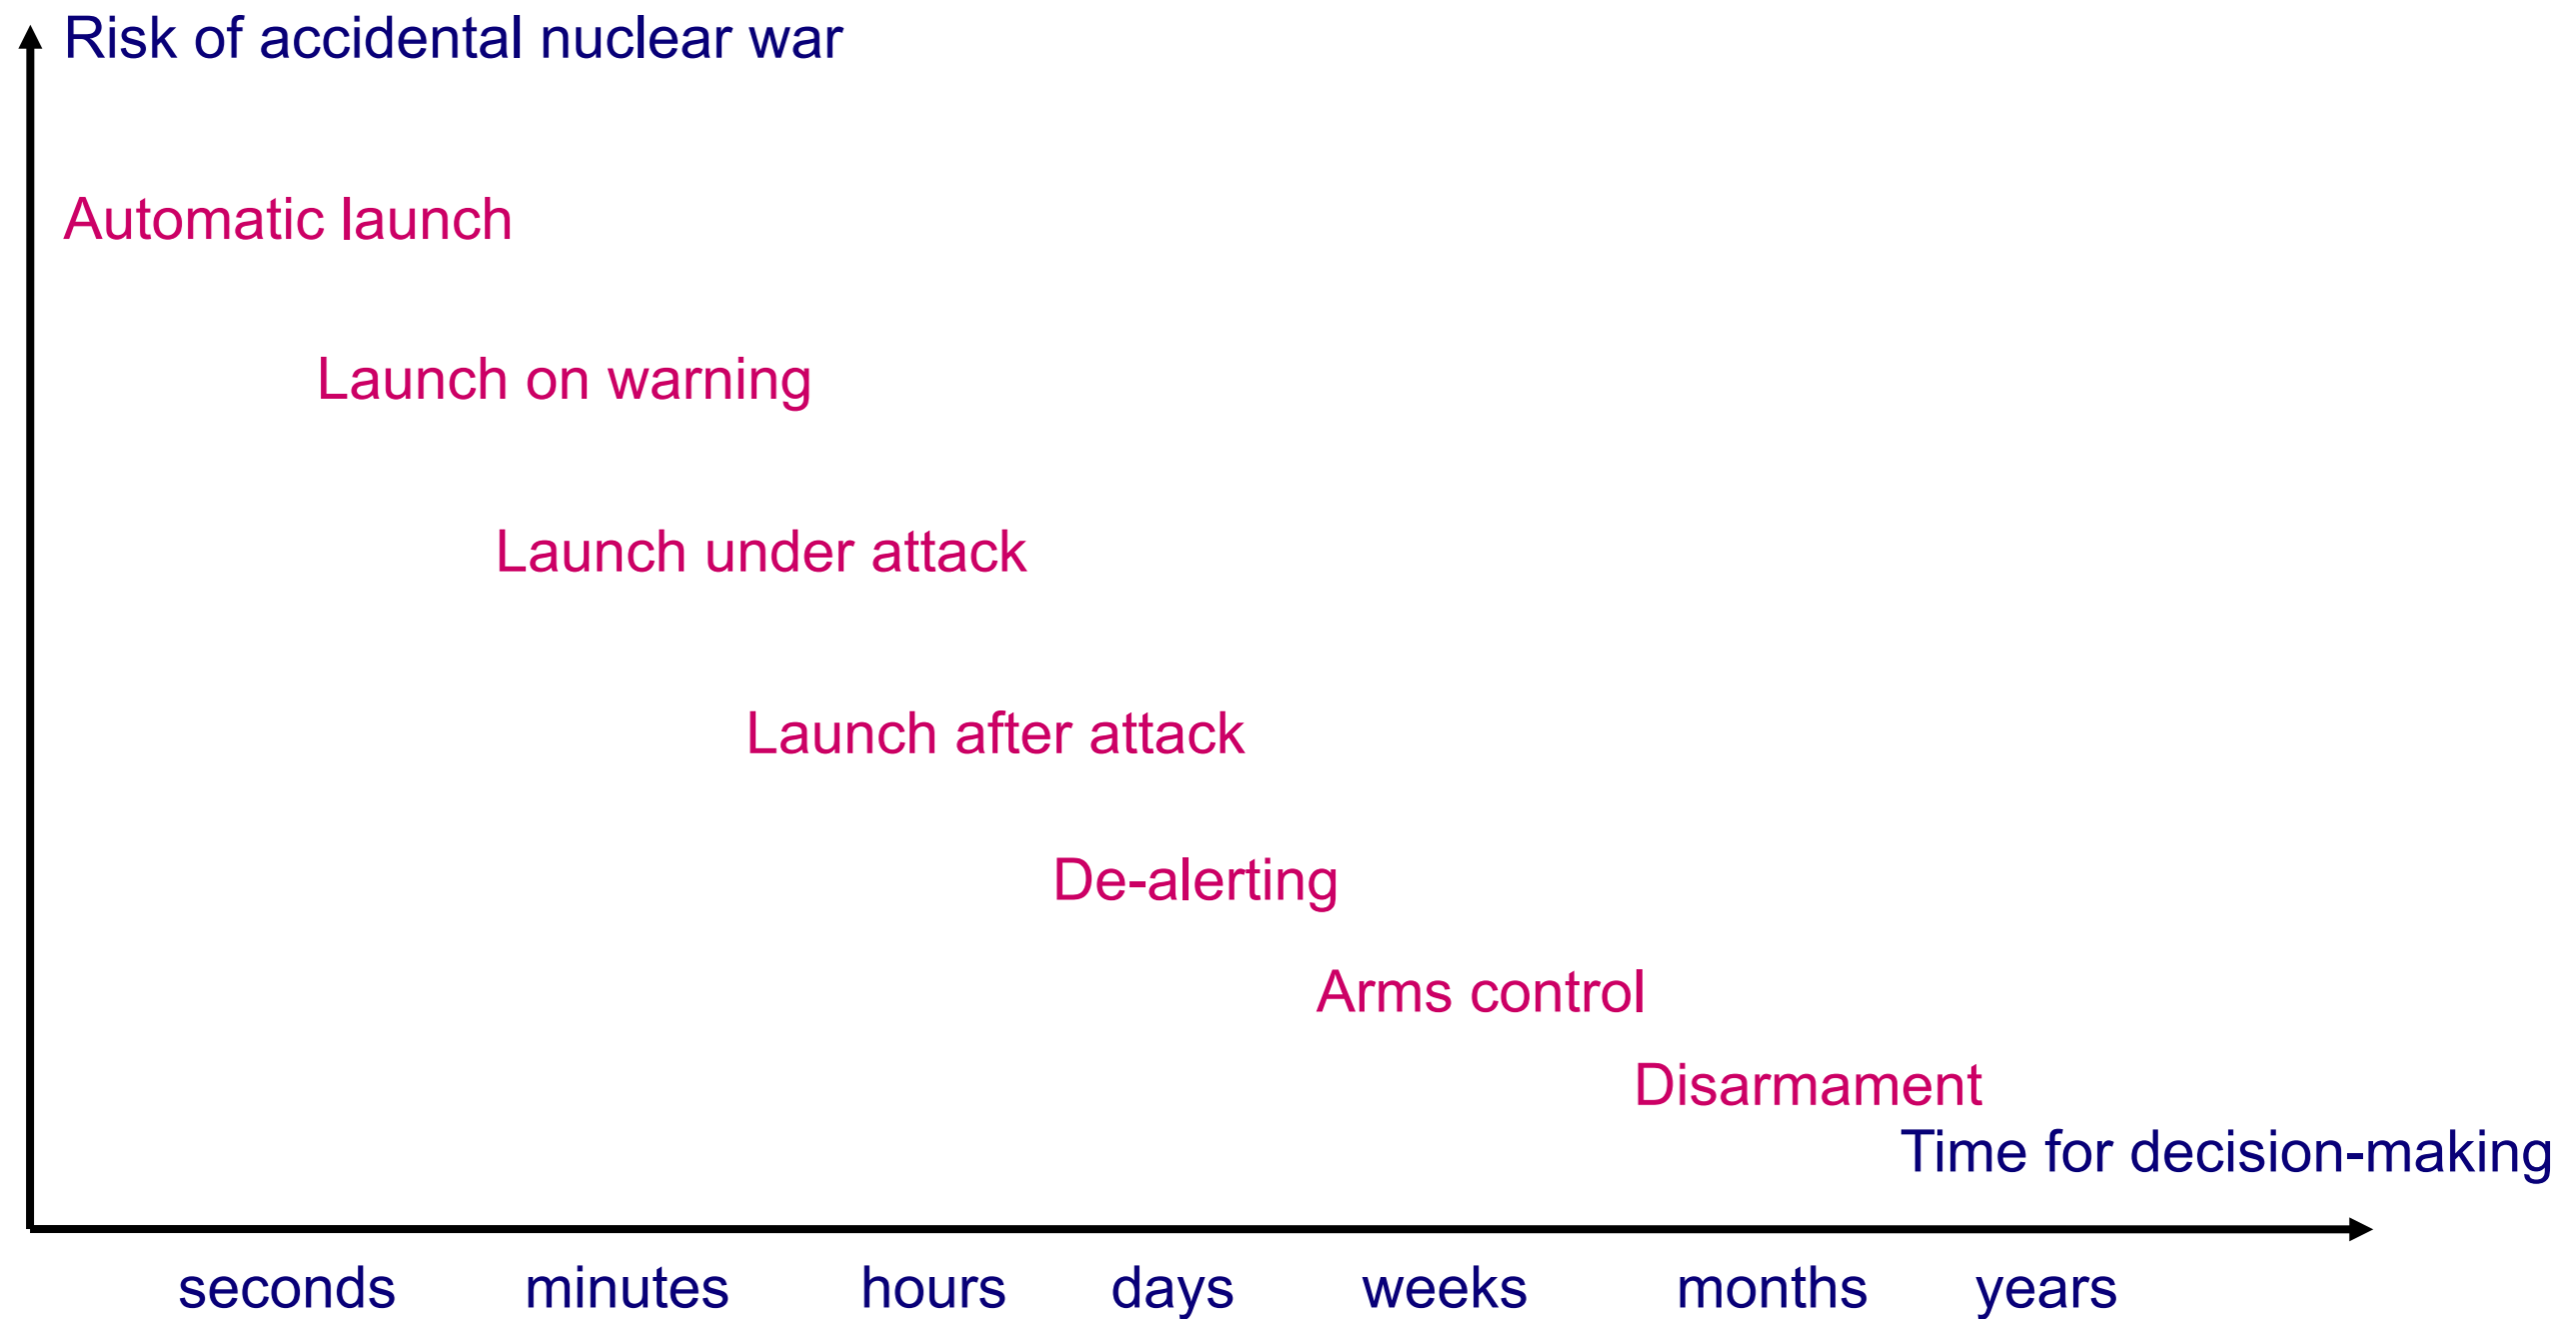 Risk of accidental nuclear war
Automatic launch
Launch on warning
Launch under attack
Launch after attack
De-alerting
Arms control
Disarmament
Time for decision-making
seconds minutes hours days weeks months years